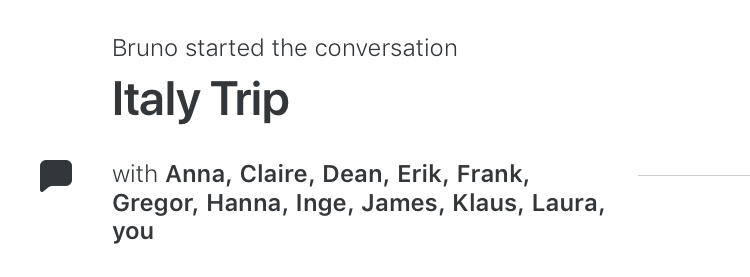 Bruno started the conversation
Italy Trip
with Anna, Claire, Dean, Erik, Frank,
Gregor, Hanna, Inge, James, Klaus, Laura,
you